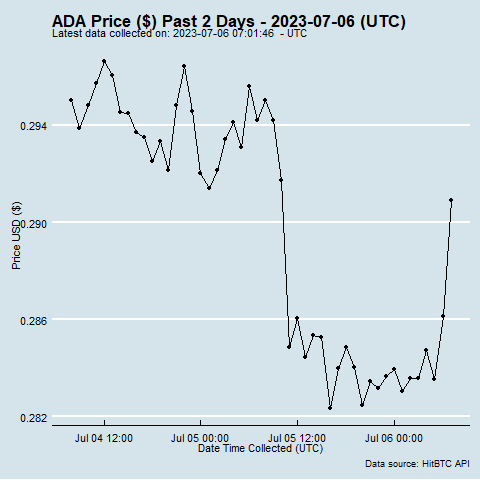 ADA Price ($) Past 2 Days - 2023-07-06 (UTC)
Latest data collected on: 2023-07-06 07:01:46 - UTC
0.294
0.290
0.286
0.282
Price USD ($)
Jul 04 12:00 Jul 05 00:00 Jul 05 12:00 Jul 06 00:00
Date Time Collected (UTC)
Data source: HitBTC API